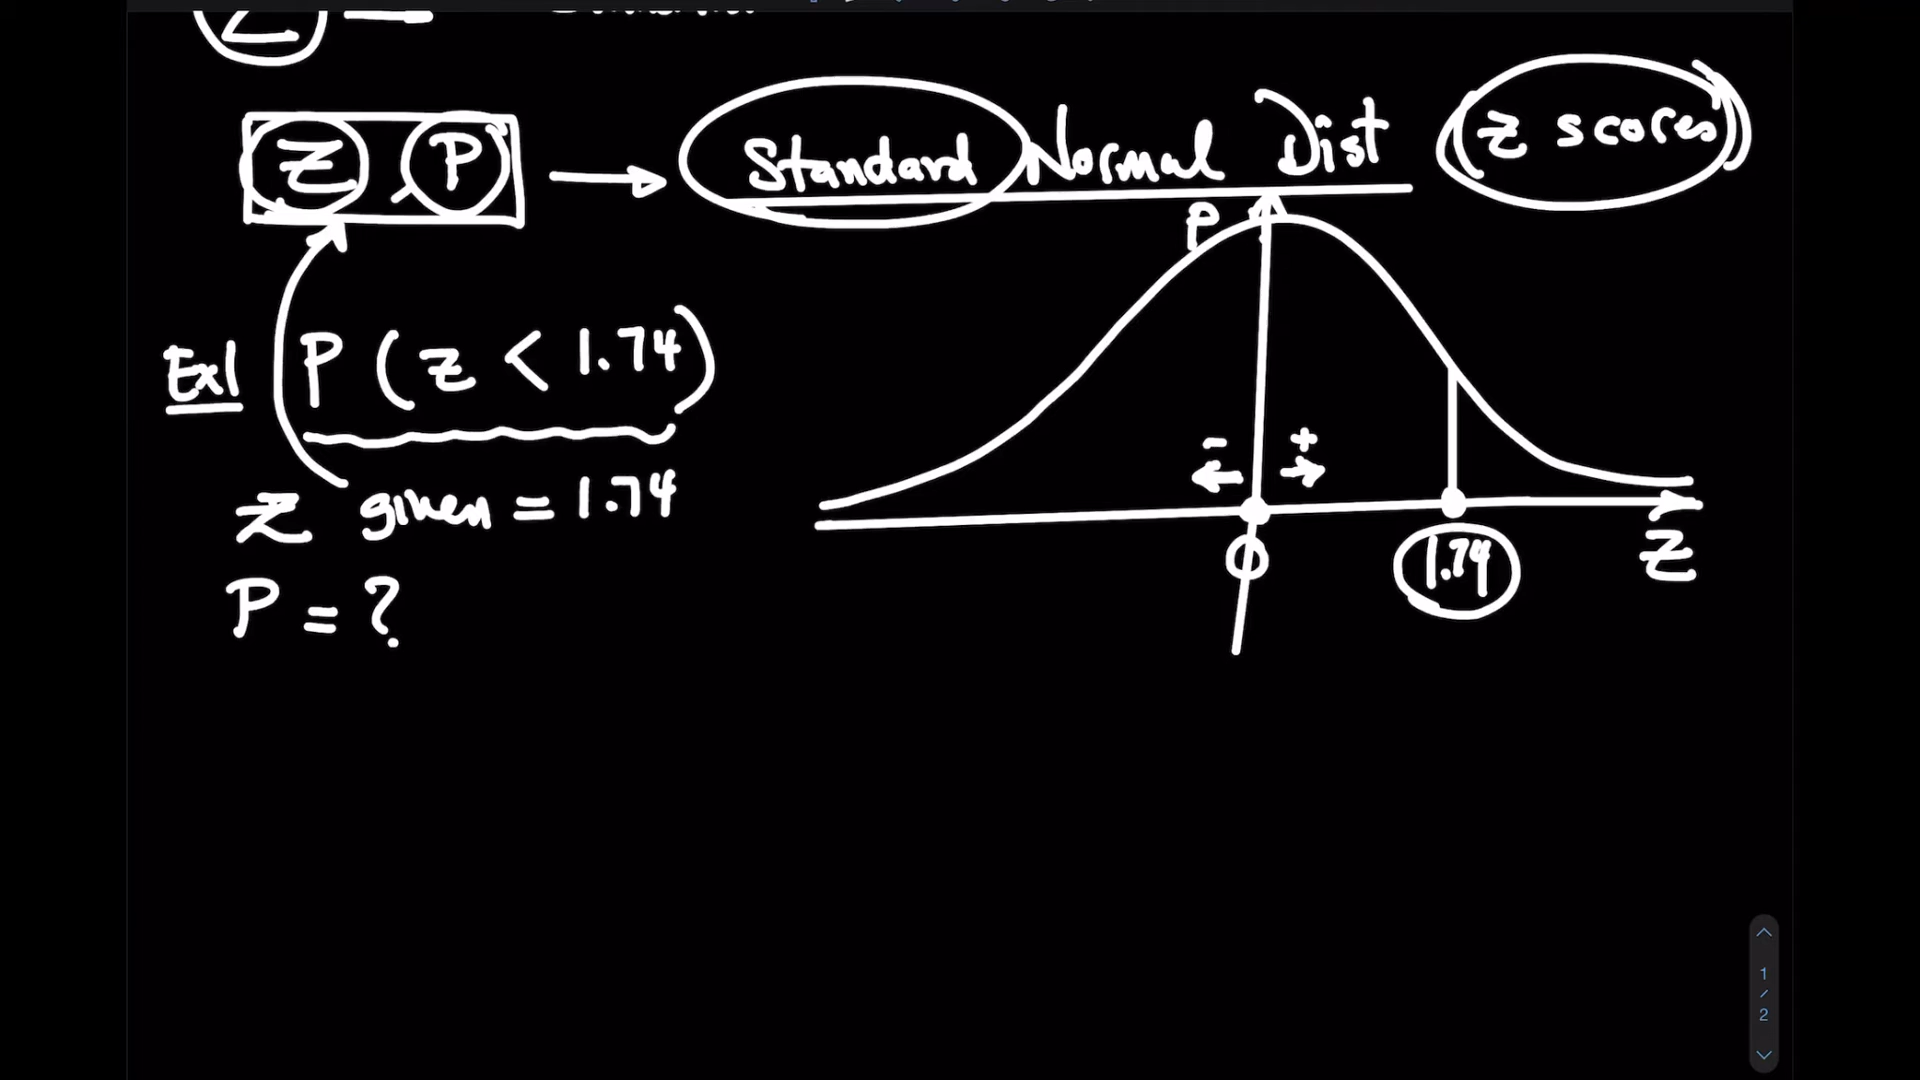 Z
Z, P → Standard Normal Dist (z scores)
P
Ex1 P(z < 1.74)
- +
z given = 1.74
0 1.74 z
P = ?
1
/
2